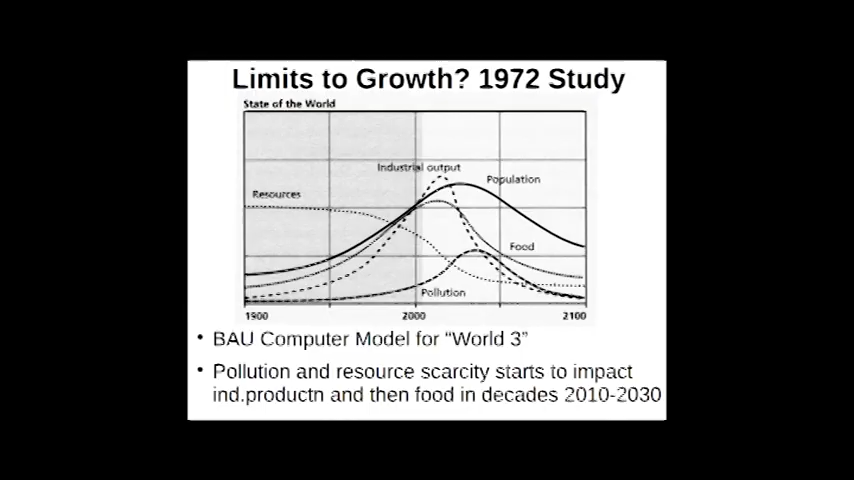 Limits to Growth? 1972 Study
State of the World
Industrial output
Population
Resources
Food
Pollution
1900 2000 2100
• BAU Computer Model for “World 3”
• Pollution and resource scarcity starts to impact
ind.productn and then food in decades 2010-2030